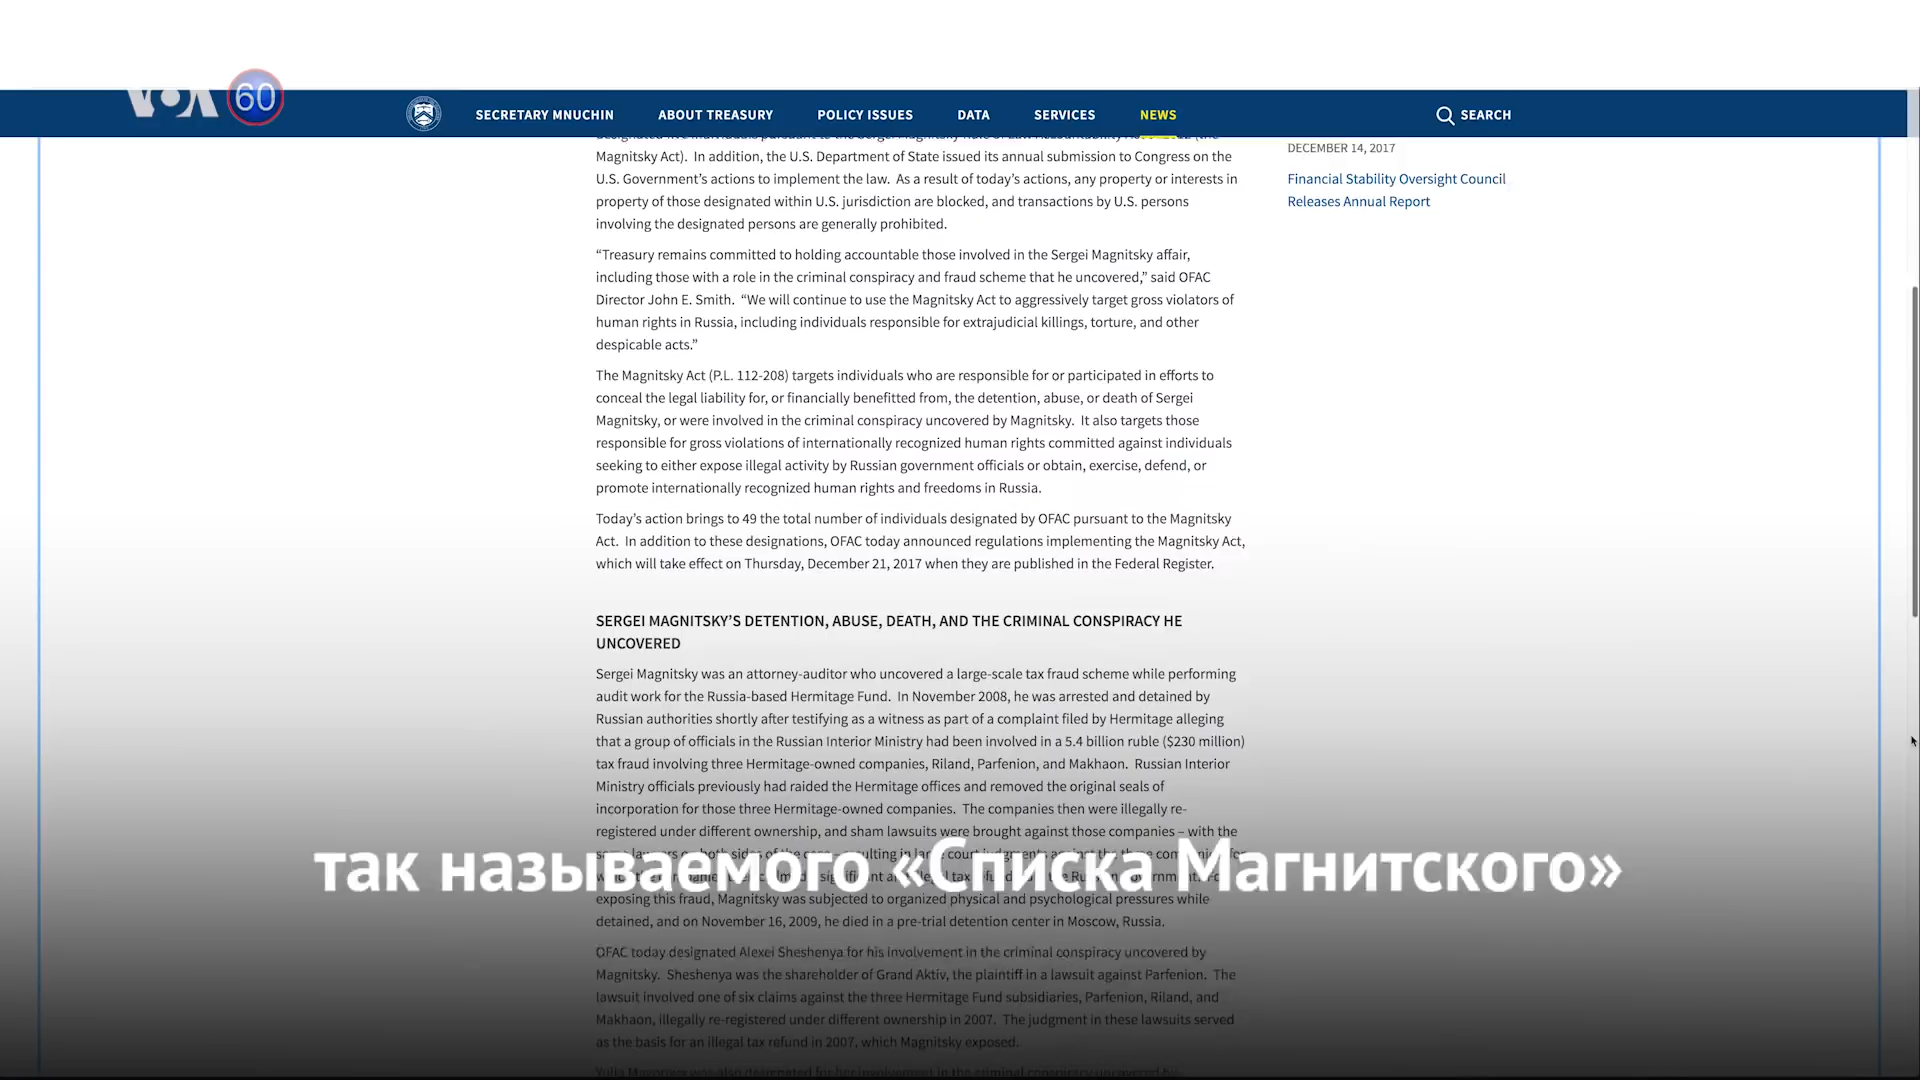 VOA 60
SECRETARY MNUCHIN ABOUT TREASURY POLICY ISSUES DATA SERVICES NEWS SEARCH
Magnitsky Act). In addition, the U.S. Department of State issued its annual submission to Congress on the
U.S. Government’s actions to implement the law. As a result of today’s actions, any property or interests in
property of those designated within U.S. jurisdiction are blocked, and transactions by U.S. persons
involving the designated persons are generally prohibited.
“Treasury remains committed to holding accountable those involved in the Sergei Magnitsky affair,
including those with a role in the criminal conspiracy and fraud scheme that he uncovered,” said OFAC
Director John E. Smith. “We will continue to use the Magnitsky Act to aggressively target gross violators of
human rights in Russia, including individuals responsible for extrajudicial killings, torture, and other
despicable acts.”
The Magnitsky Act (P.L. 112-208) targets individuals who are responsible for or participated in efforts to
conceal the legal liability for, or financially benefitted from, the detention, abuse, or death of Sergei
Magnitsky, or were involved in the criminal conspiracy uncovered by Magnitsky. It also targets those
responsible for gross violations of internationally recognized human rights committed against individuals
seeking to either expose illegal activity by Russian government officials or obtain, exercise, defend, or
promote internationally recognized human rights and freedoms in Russia.
Today’s action brings to 49 the total number of individuals designated by OFAC pursuant to the Magnitsky
Act. In addition to these designations, OFAC today announced regulations implementing the Magnitsky Act,
which will take effect on Thursday, December 21, 2017 when they are published in the Federal Register.
SERGEI MAGNITSKY’S DETENTION, ABUSE, DEATH, AND THE CRIMINAL CONSPIRACY HE
UNCOVERED
Sergei Magnitsky was an attorney-auditor who uncovered a large-scale tax fraud scheme while performing
audit work for the Russia-based Hermitage Fund. In November 2008, he was arrested and detained by
Russian authorities shortly after testifying as a witness as part of a complaint filed by Hermitage alleging
that a group of officials in the Russian Interior Ministry had been involved in a 5.4 billion ruble ($230 million)
tax fraud involving three Hermitage-owned companies, Riland, Parfenion, and Makhaon. Russian Interior
Ministry officials previously had raided the Hermitage offices and removed the original seals of
incorporation for those three Hermitage-owned companies. The companies then were illegally re-
registered under different ownership, and sham lawsuits were brought against those companies – with the
exposing this fraud, Magnitsky was subjected to organized physical and psychological pressures while
detained, and on November 16, 2009, he died in a pre-trial detention center in Moscow, Russia.
OFAC today designated Alexei Sheshenya for his involvement in the criminal conspiracy uncovered by
Magnitsky. Sheshenya was the shareholder of Grand Aktiv, the plaintiff in a lawsuit against Parfenion. The
lawsuit involved one of six claims against the three Hermitage Fund subsidiaries, Parfenion, Riland, and
Makhaon, illegally re-registered under different ownership in 2007. The judgment in these lawsuits served
as the basis for an illegal tax refund in 2007, which Magnitsky exposed.
DECEMBER 14, 2017
Financial Stability Oversight Council
Releases Annual Report
так называемого «Списка Магнитского»